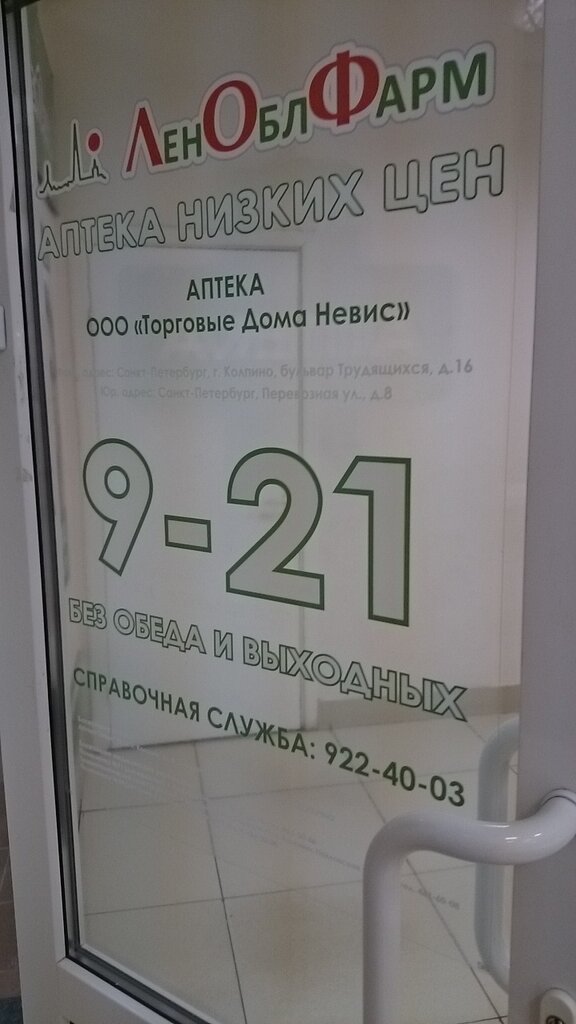 ЛенОблФарм
АПТЕКА НИЗКИХ ЦЕН
АПТЕКА
ООО «Торговые Дома Невис»
адрес: Санкт-Петербург, г. Колпино, бульвар Трудящихся, д.16
Юр. адрес: Санкт-Петербург, Перевозная ул., д.8
9-21
БЕЗ ОБЕДА И ВЫХОДНЫХ
СПРАВОЧНАЯ СЛУЖБА: 922-40-03